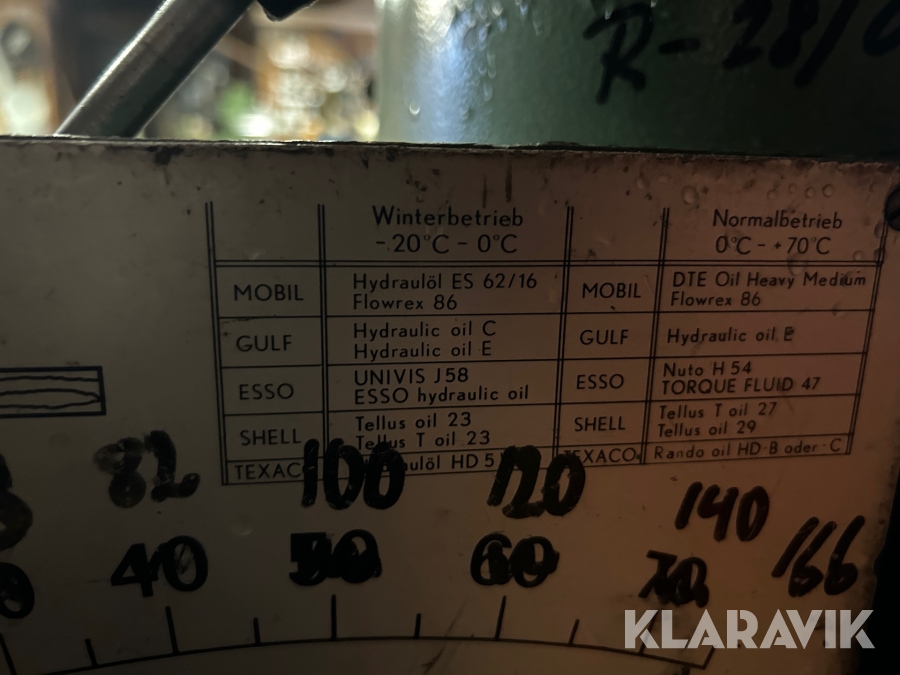 R-28/
Winterbetrieb
-20°C - 0°C
Normalbetrieb
0°C - +70°C
MOBIL
Hydraulöl ES 62/16
Flowrex 86
MOBIL
DTE Oil Heavy Medium
Flowrex 86
GULF
Hydraulic oil C
Hydraulic oil E
GULF
Hydraulic oil E
ESSO
UNIVIS J58
ESSO hydraulic oil
ESSO
Nuto H 54
TORQUE FLUID 47
SHELL
Tellus oil 23
Tellus T oil 23
SHELL
Tellus T oil 27
Tellus oil 29
TEXACO
HD 5
TEXACO
Rando oil HD-B oder -C
82 100 120 140 166
40 50 60 70
KLARAVIK